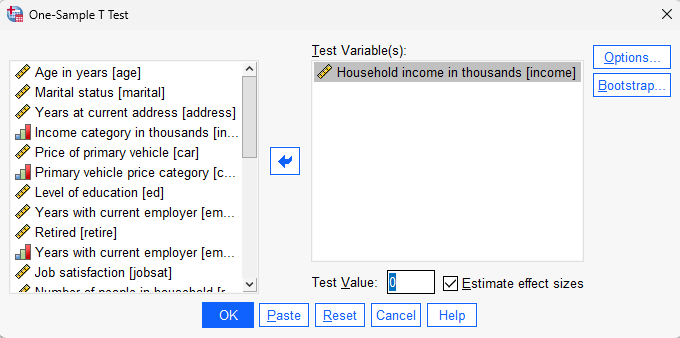 One-Sample T Test
Test Variable(s):
Age in years [age]
Marital status [marital]
Years at current address [address]
Income category in thousands [in...
Price of primary vehicle [car]
Primary vehicle price category [c...
Level of education [ed]
Years with current employer [em...
Retired [retire]
Years with current employer [em...
Job satisfaction [jobsat]
Number of people in household [r...
Household income in thousands [income]
Options...
Bootstrap...
Test Value: 0
Estimate effect sizes
OK Paste Reset Cancel Help